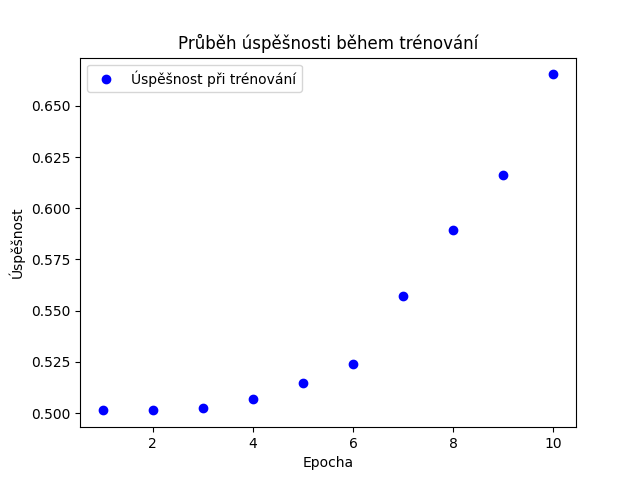 Průběh úspěšnosti během trénování
Úspěšnost při trénování
0.650
0.625
0.600
0.575
0.550
0.525
0.500
Úspěšnost
2 4 6 8 10
Epocha